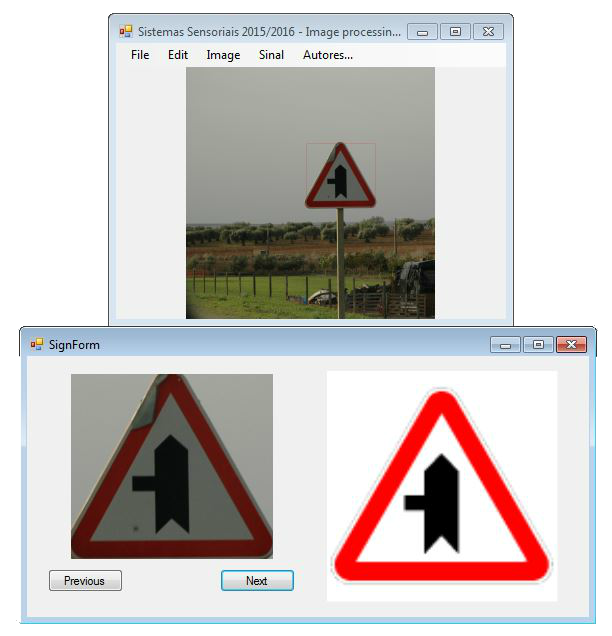 Sistemas Sensoriais 2015/2016 - Image processin...
File Edit Image Sinal Autores...
SignForm
Previous Next